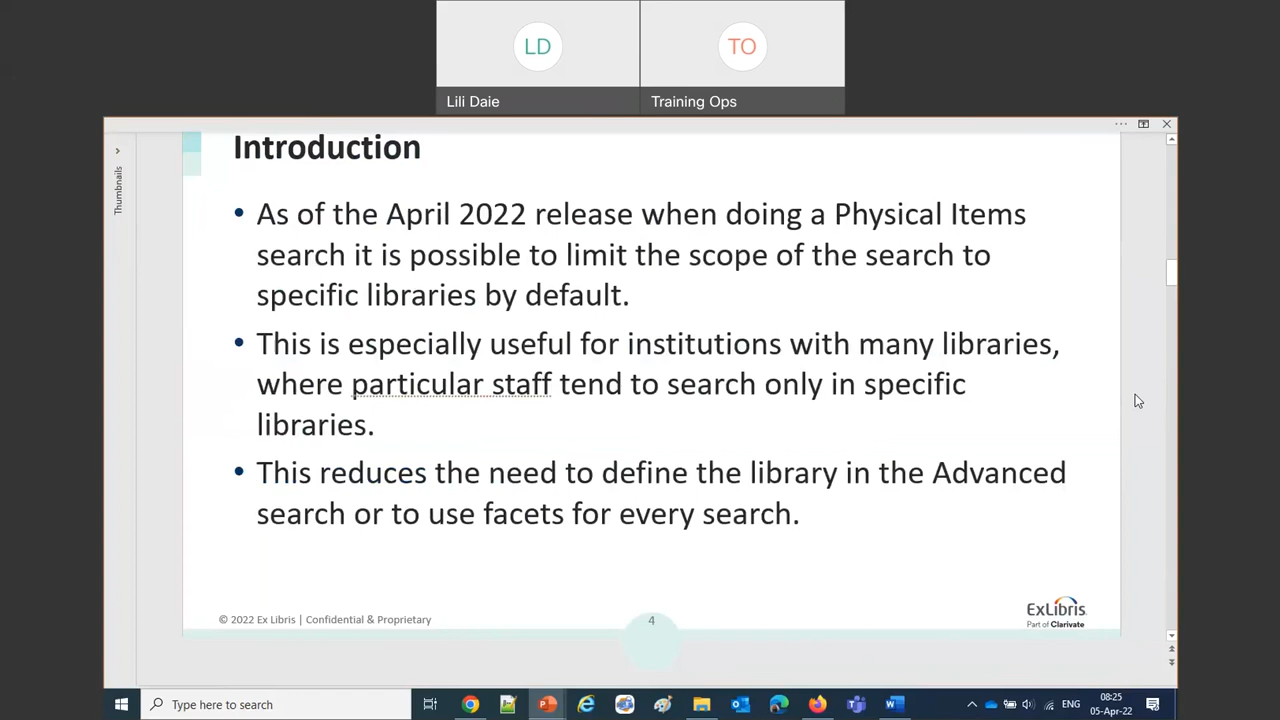 LD
TO
Lili Daie
Training Ops
Thumbnails
Introduction
• As of the April 2022 release when doing a Physical Items
search it is possible to limit the scope of the search to
specific libraries by default.
• This is especially useful for institutions with many libraries,
where particular staff tend to search only in specific
libraries.
• This reduces the need to define the library in the Advanced
search or to use facets for every search.
© 2022 Ex Libris | Confidential & Proprietary
4
ExLibris
Part of Clarivate
Type here to search
ENG
08:25
05-Apr-22